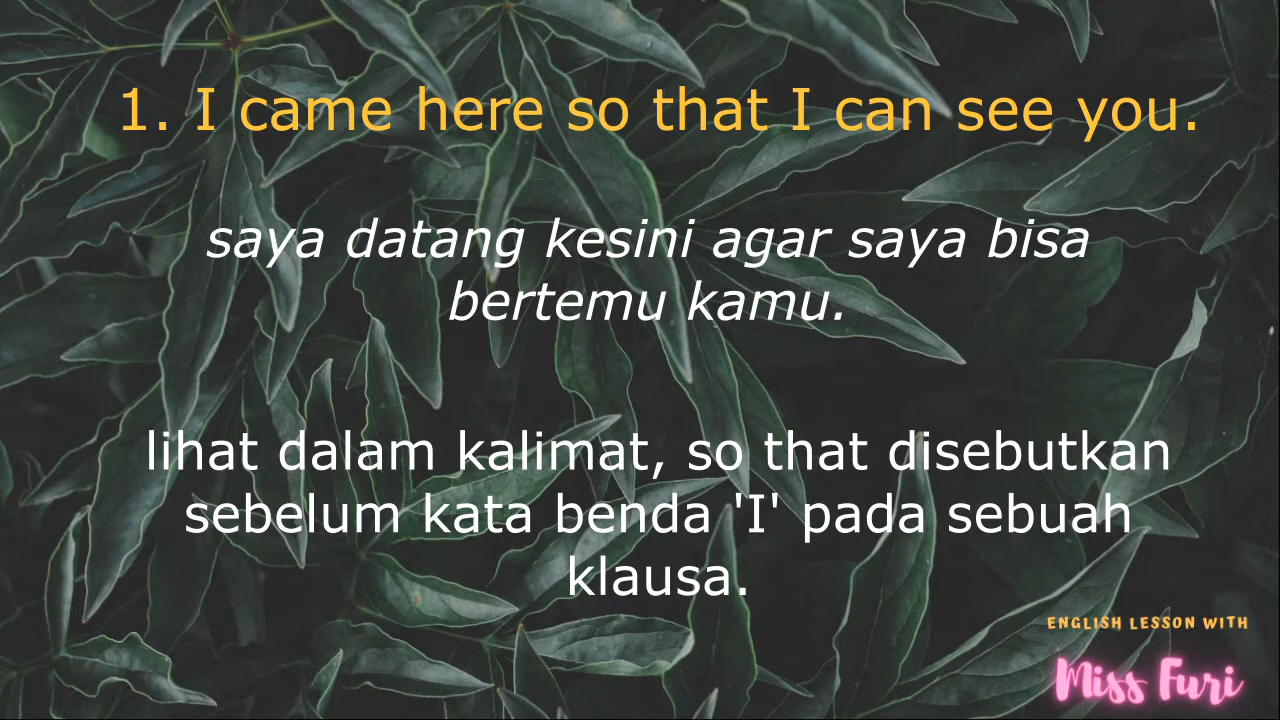 1. I came here so that I can see you.
saya datang kesini agar saya bisa
bertemu kamu.
lihat dalam kalimat, so that disebutkan
sebelum kata benda 'I' pada sebuah
klausa.
ENGLISH LESSON WITH
Miss Furi